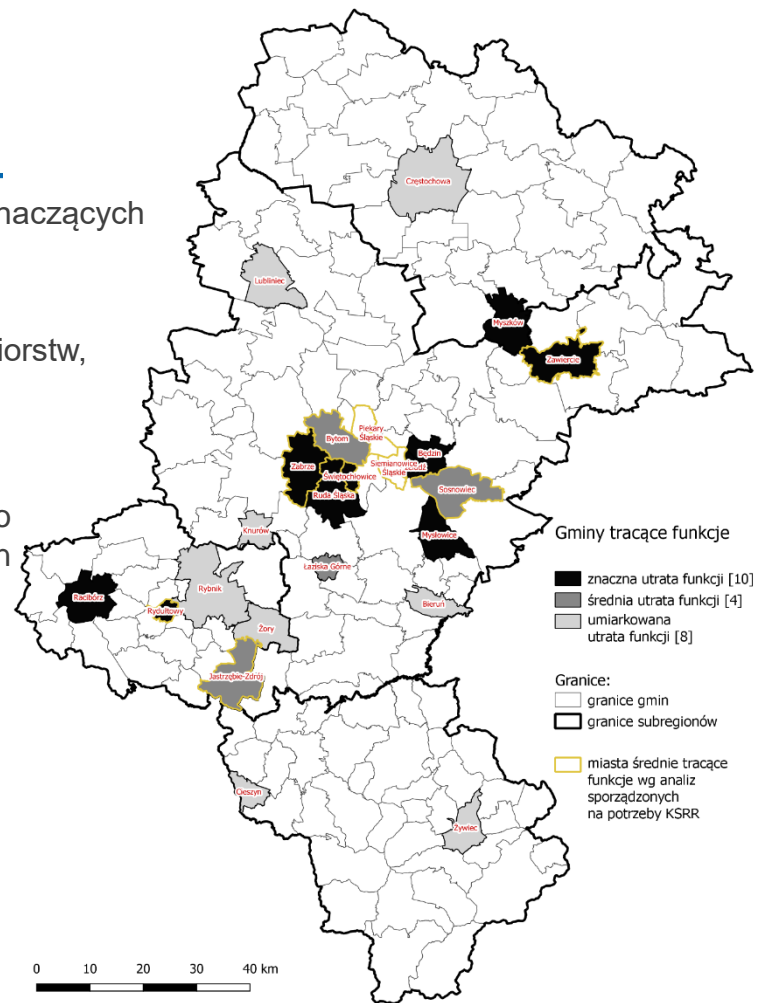 naczących
iorstw,
o
h
Częstochowa
Lubliniec
Myszków
Zawiercie
Piekary
Śląskie
Bytom
Będzin
Siemianowice
Śląskie
Zabrze
Świętochłowice
Sosnowiec
Ruda Śląska
Knurów
Mysłowice
Łaziska Górne
Racibórz
Rybnik
Rydułtowy
Bieruń
Żory
Jastrzębie-Zdrój
Cieszyn
Żywiec
Gminy tracące funkcje
znaczna utrata funkcji [10]
średnia utrata funkcji [4]
umiarkowana
utrata funkcji [8]
Granice:
granice gmin
granice subregionów
miasta średnie tracące
funkcje wg analiz
sporządzonych
na potrzeby KSRR
0 10 20 30 40 km